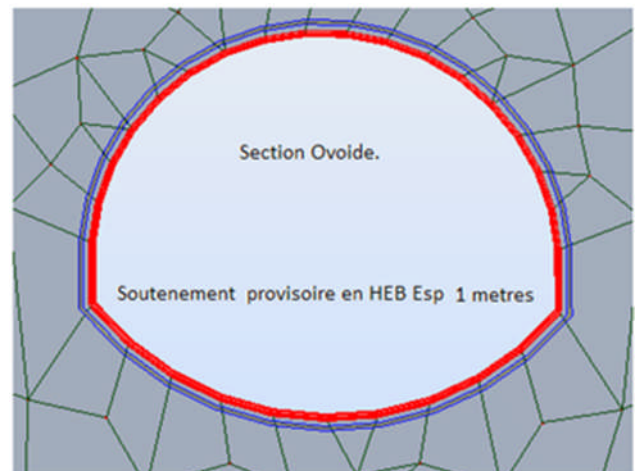 Section Ovoide.
Soutenement provisoire en HEB Esp 1 metres